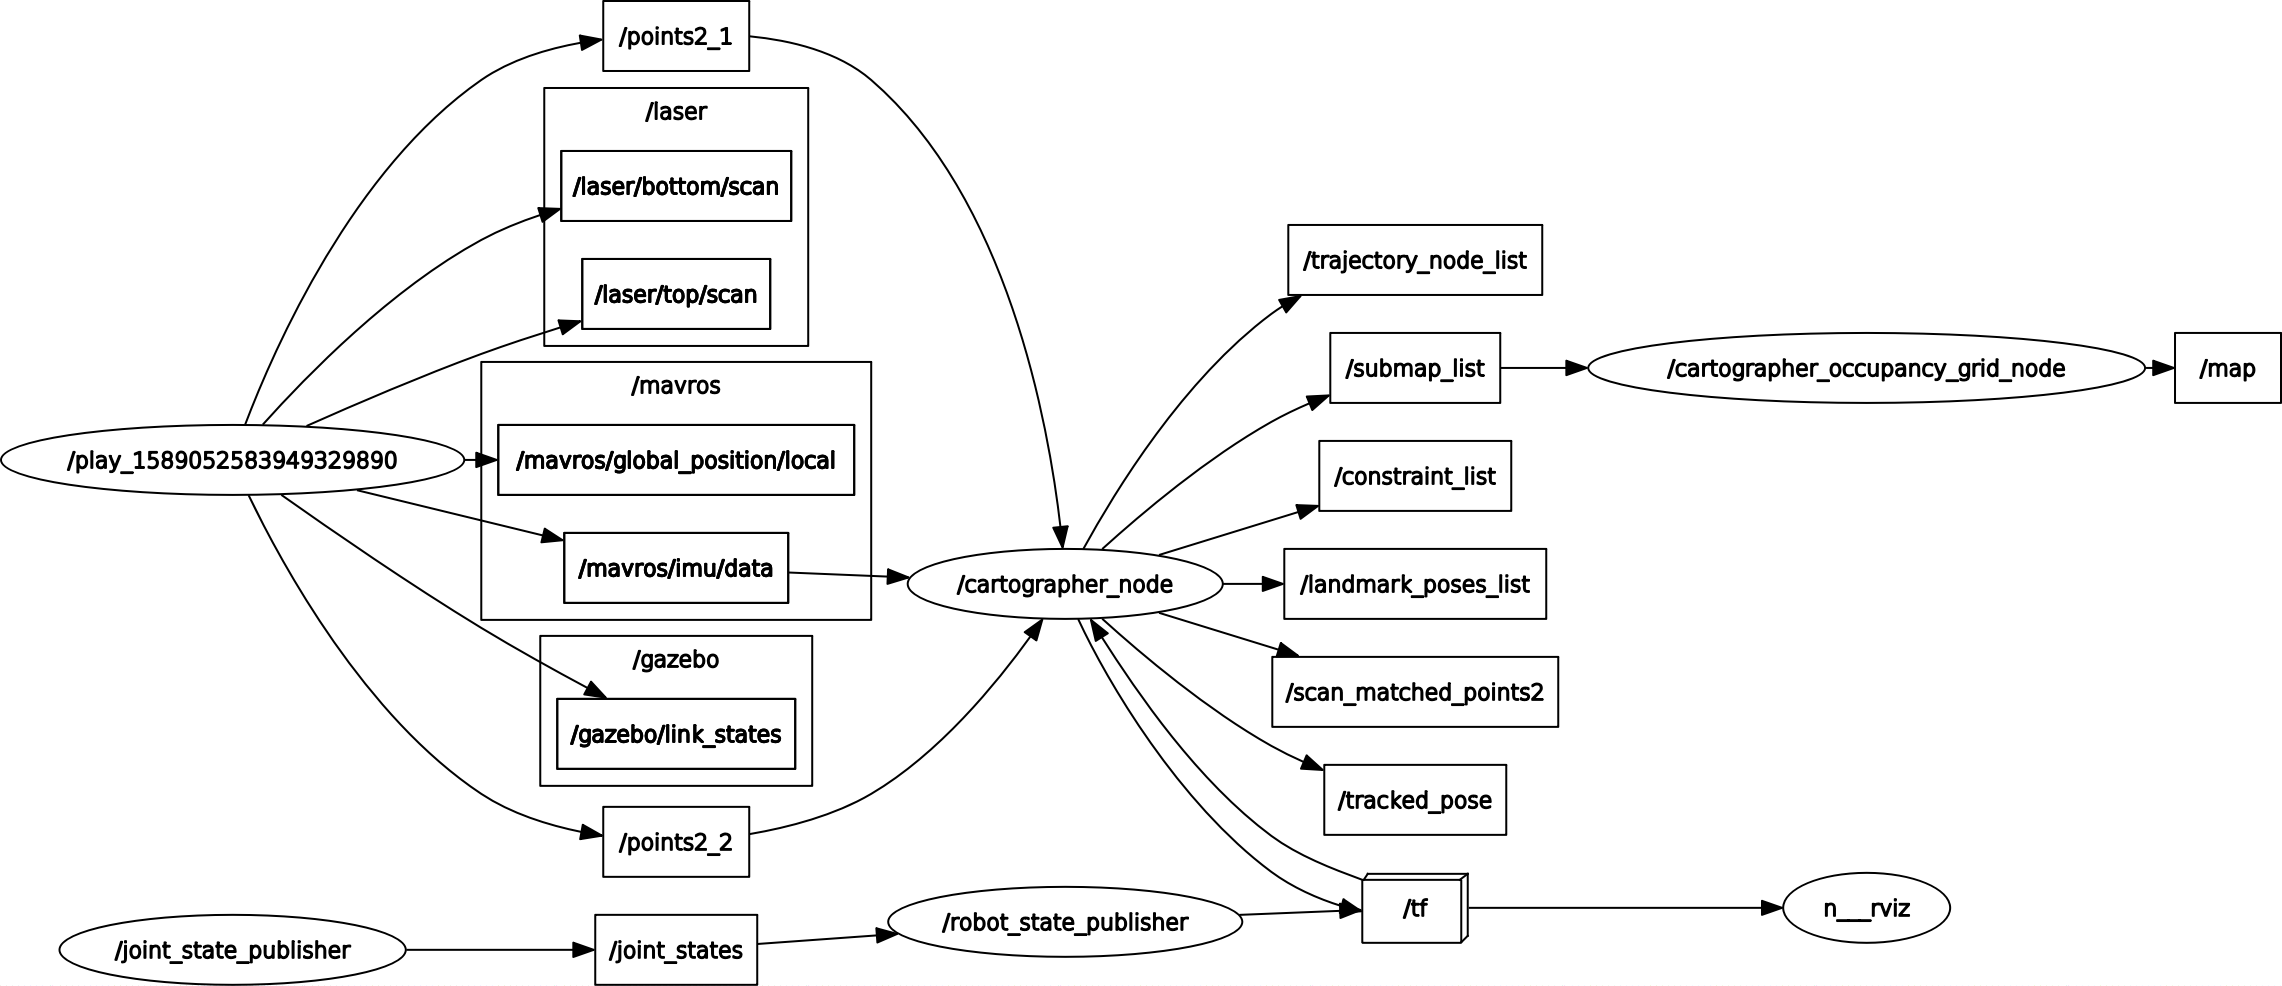 /points2_1
/laser
/laser/bottom/scan
/laser/top/scan
/mavros
/play_1589052583949329890
/mavros/global_position/local
/mavros/imu/data
/gazebo
/gazebo/link_states
/points2_2
/joint_state_publisher
/joint_states
/cartographer_node
/robot_state_publisher
/trajectory_node_list
/submap_list
/constraint_list
/landmark_poses_list
/scan_matched_points2
/tracked_pose
/tf
/cartographer_occupancy_grid_node
/map
n___rviz